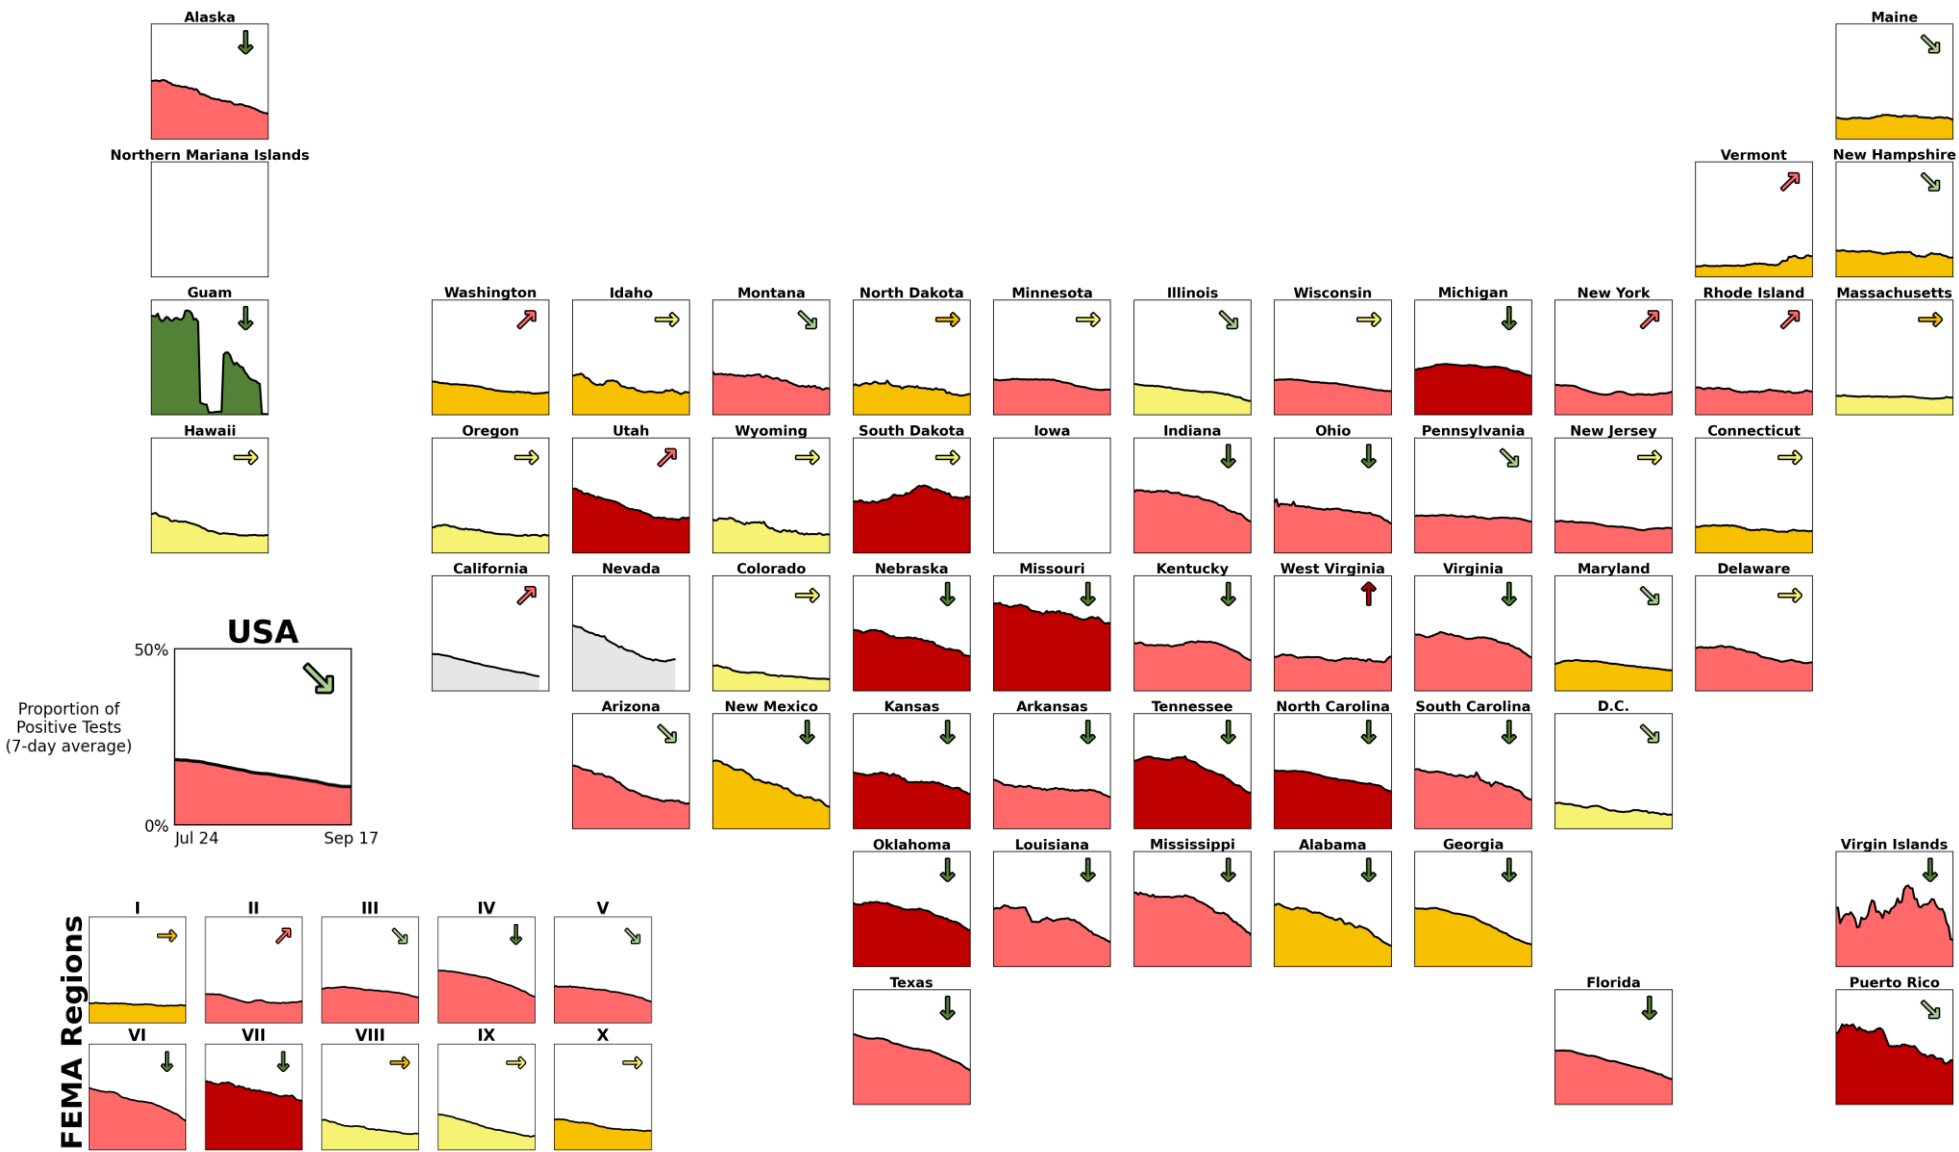 Alaska
Maine
Northern Mariana Islands
Vermont
New Hampshire
Guam
Washington
Idaho
Montana
North Dakota
Minnesota
Illinois
Wisconsin
Michigan
New York
Rhode Island
Massachusetts
Hawaii
Oregon
Utah
Wyoming
South Dakota
Iowa
Indiana
Ohio
Pennsylvania
New Jersey
Connecticut
California
Nevada
Colorado
Nebraska
Missouri
Kentucky
West Virginia
Virginia
Maryland
Delaware
USA
50%
Proportion of
Positive Tests
(7-day average)
0%
Jul 24
Sep 17
Arizona
New Mexico
Kansas
Arkansas
Tennessee
North Carolina
South Carolina
D.C.
Oklahoma
Louisiana
Mississippi
Alabama
Georgia
Virgin Islands
Texas
Florida
Puerto Rico
FEMA Regions
I
II
III
IV
V
VI
VII
VIII
IX
X